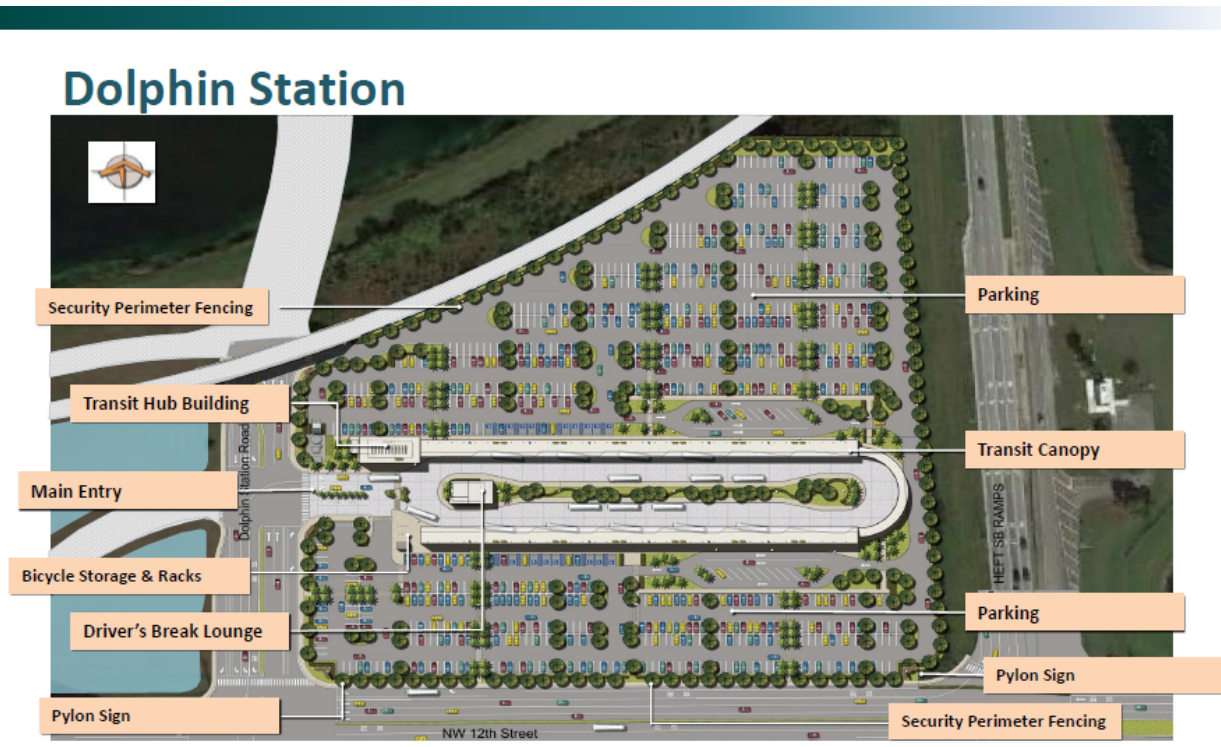 Dolphin Station
Security Perimeter Fencing
Parking
Transit Hub Building
Dolphin Station Road
Transit Canopy
Main Entry
HEFT SB RAMPS
Bicycle Storage & Racks
Parking
Driver's Break Lounge
Pylon Sign
Pylon Sign
Security Perimeter Fencing
NW 12th Street